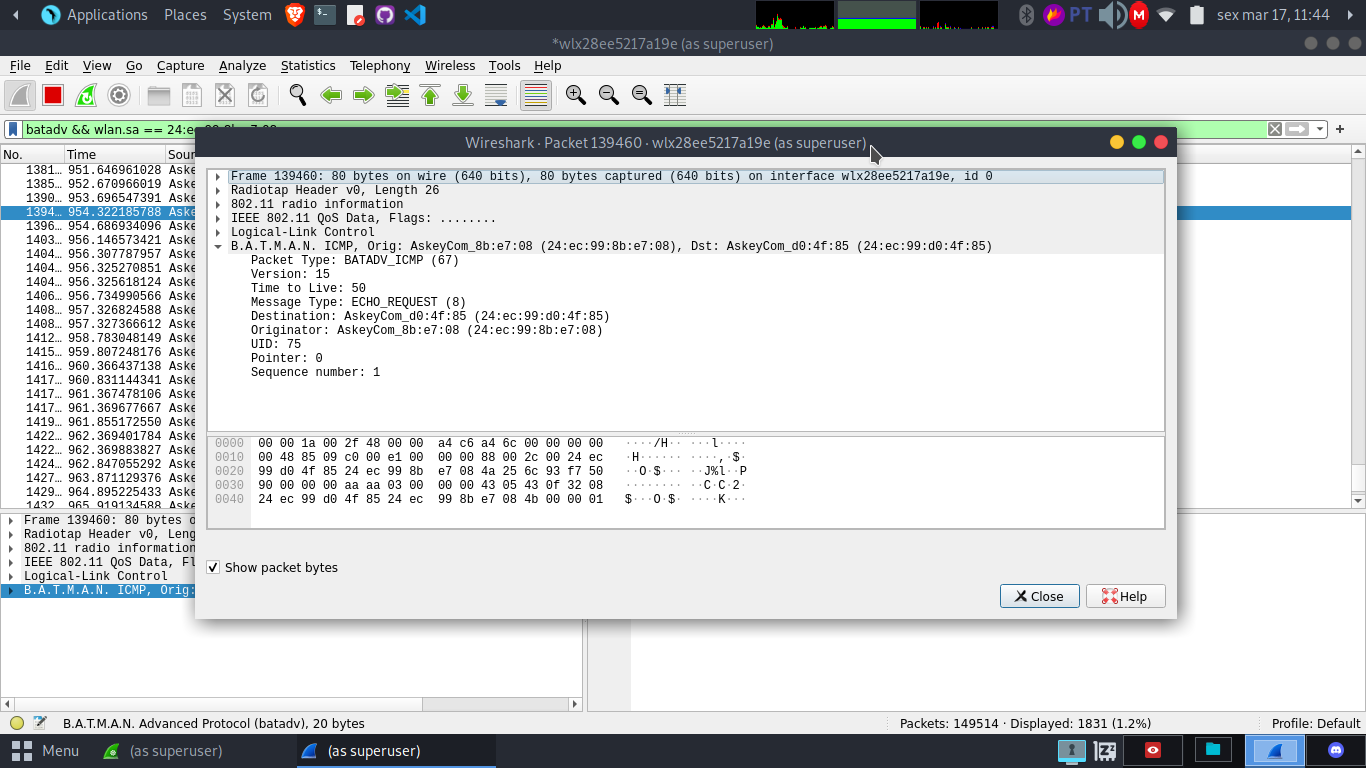 Applications Places System PT M sex mar 17, 11:44
*wlx28ee5217a19e (as superuser)
File Edit View Go Capture Analyze Statistics Telephony Wireless Tools Help
batadv && wlan.sa == 24:ec
Wireshark · Packet 139460 · wlx28ee5217a19e (as superuser)
No. Time Sour
1381… 951.646961028 Aske
1385… 952.670966019 Aske
1390… 953.696547391 Aske
1394… 954.322185788 Aske
1396… 954.686934096 Aske
1403… 956.146573421 Aske
1404… 956.307787957 Aske
1404… 956.325270851 Aske
1404… 956.325618124 Aske
1406… 956.734990566 Aske
1408… 957.326824588 Aske
1408… 957.327366612 Aske
1412… 958.783048149 Aske
1415… 959.807248176 Aske
1416… 960.366437138 Aske
1417… 960.831144341 Aske
1417… 961.367478106 Aske
1417… 961.369677667 Aske
1419… 961.855172550 Aske
1422… 962.369401784 Aske
1422… 962.369883827 Aske
1424… 962.847055292 Aske
1427… 963.871129376 Aske
1429… 964.895225433 Aske
1432… 965.919134588 Aske
Frame 139460: 80 bytes on wire (640 bits), 80 bytes captured (640 bits) on interface wlx28ee5217a19e, id 0
Radiotap Header v0, Length 26
802.11 radio information
IEEE 802.11 QoS Data, Flags: ........
Logical-Link Control
B.A.T.M.A.N. ICMP, Orig: AskeyCom_8b:e7:08 (24:ec:99:8b:e7:08), Dst: AskeyCom_d0:4f:85 (24:ec:99:d0:4f:85)
Packet Type: BATADV_ICMP (67)
Version: 15
Time to Live: 50
Message Type: ECHO_REQUEST (8)
Destination: AskeyCom_d0:4f:85 (24:ec:99:d0:4f:85)
Originator: AskeyCom_8b:e7:08 (24:ec:99:8b:e7:08)
UID: 75
Pointer: 0
Sequence number: 1
0000 00 00 1a 00 2f 48 00 00 a4 c6 a4 6c 00 00 00 00 ····/H·· ···l····
0010 00 48 85 09 c0 00 e1 00 00 00 88 00 2c 00 24 ec ·H······ ····,·$·
0020 99 d0 4f 85 24 ec 99 8b e7 08 4a 25 6c 93 f7 50 ··O·$··· ··J%l··P
0030 90 00 00 00 aa aa 03 00 00 00 43 05 43 0f 32 08 ········ ··C·C·2·
0040 24 ec 99 d0 4f 85 24 ec 99 8b e7 08 4b 00 00 01 $···O·$· ····K···
Show packet bytes
Close Help
Frame 139460: 80 bytes o
Radiotap Header v0, Leng
802.11 radio information
IEEE 802.11 QoS Data, Fl
Logical-Link Control
B.A.T.M.A.N. ICMP, Orig:
B.A.T.M.A.N. Advanced Protocol (batadv), 20 bytes Packets: 149514 · Displayed: 1831 (1.2%) Profile: Default
Menu (as superuser) (as superuser)